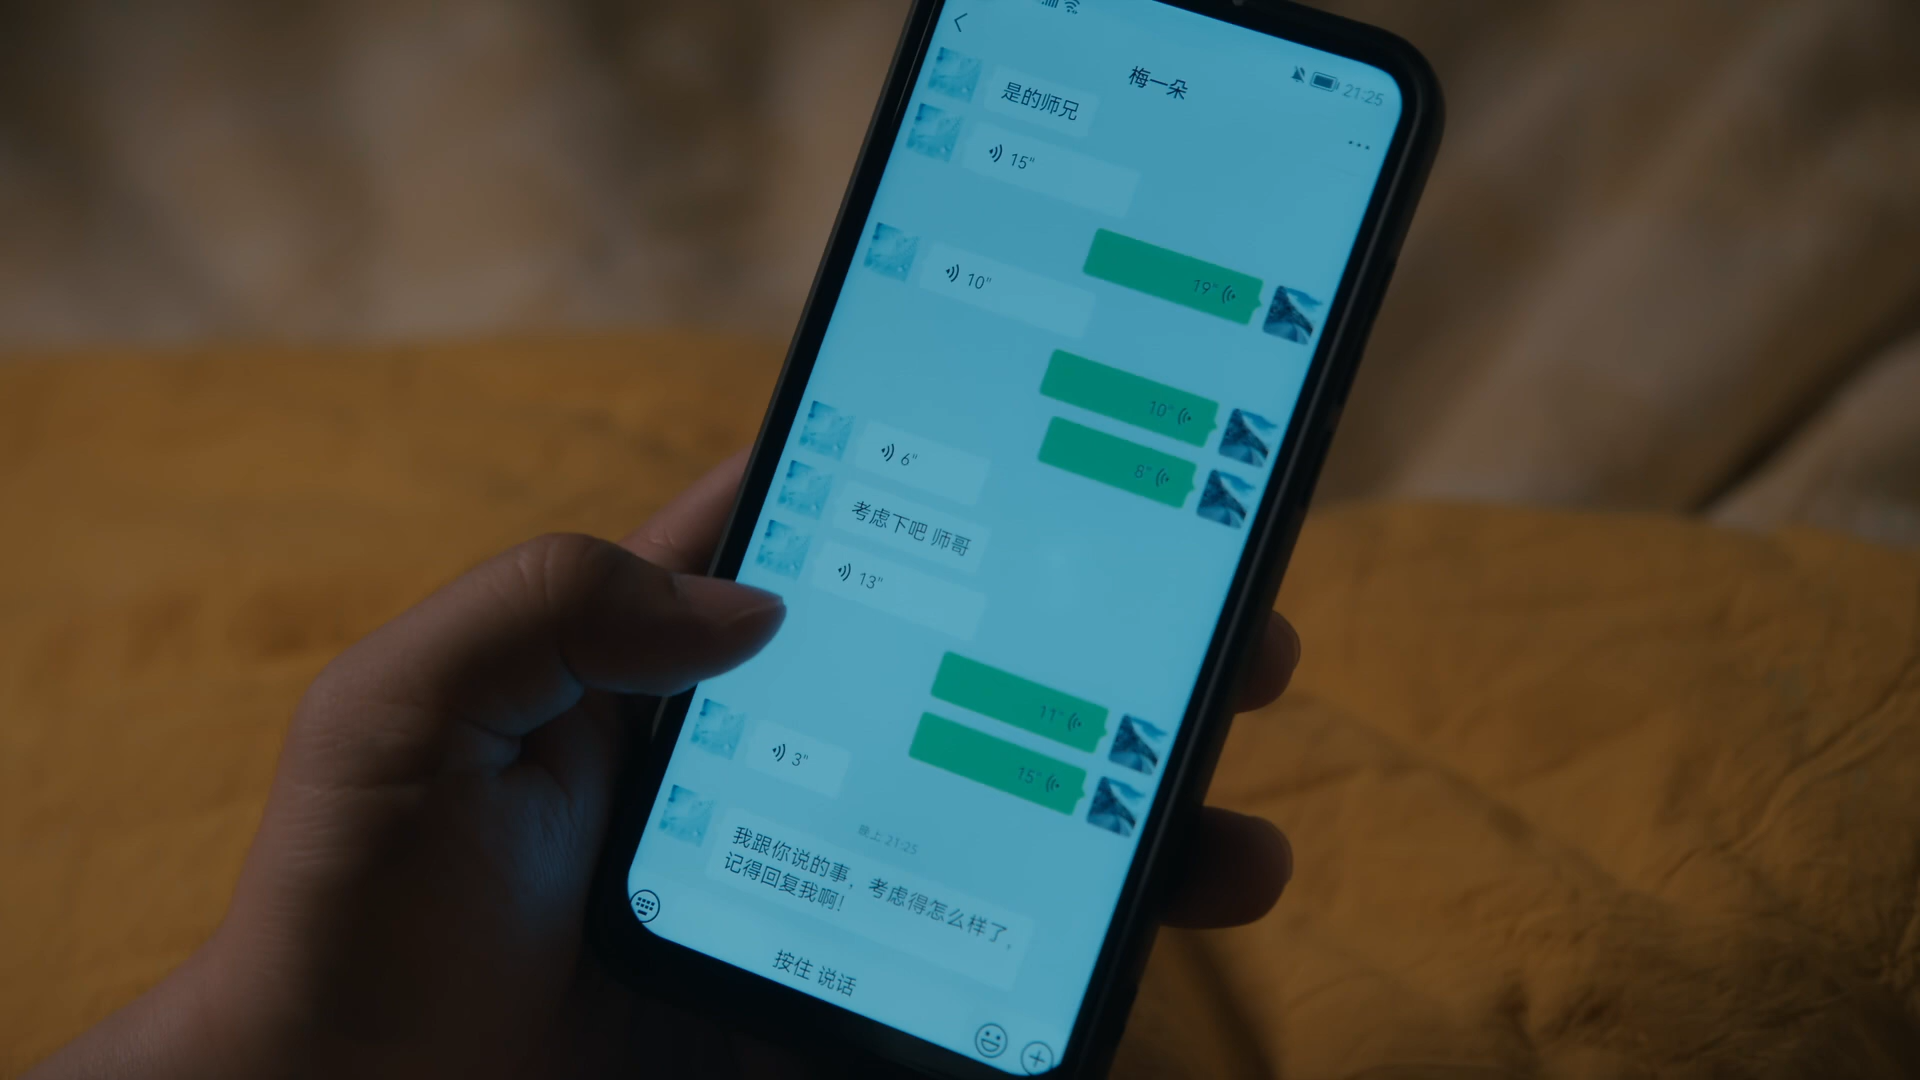 21:25
梅一朵
是的师兄
15"
19"
10"
10"
8"
6"
考虑下吧 师哥
13"
11"
15"
3"
晚上 21:25
我跟你说的事，考虑得怎么样了，
记得回复我啊！
按住 说话